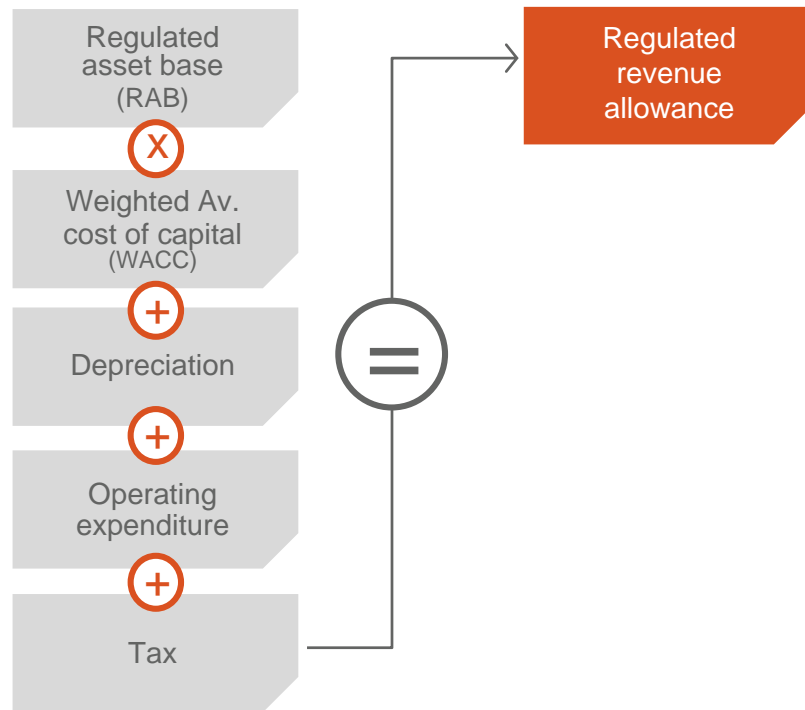 Regulated
asset base
(RAB)
X
Weighted Av.
cost of capital
(WACC)
+
Depreciation
+
Operating
expenditure
+
Tax
=
Regulated
revenue
allowance